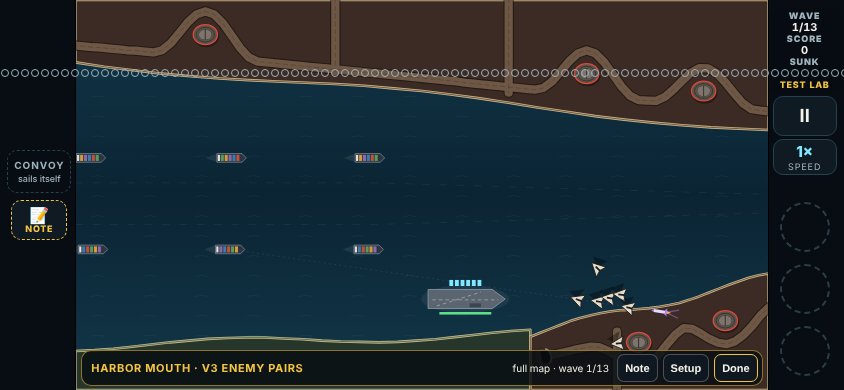 WAVE
1/13
SCORE
0
SUNK
TEST LAB
II
1×
SPEED
CONVOY
sails itself
NOTE
HARBOR MOUTH · V3 ENEMY PAIRS
full map · wave 1/13
Note
Setup
Done